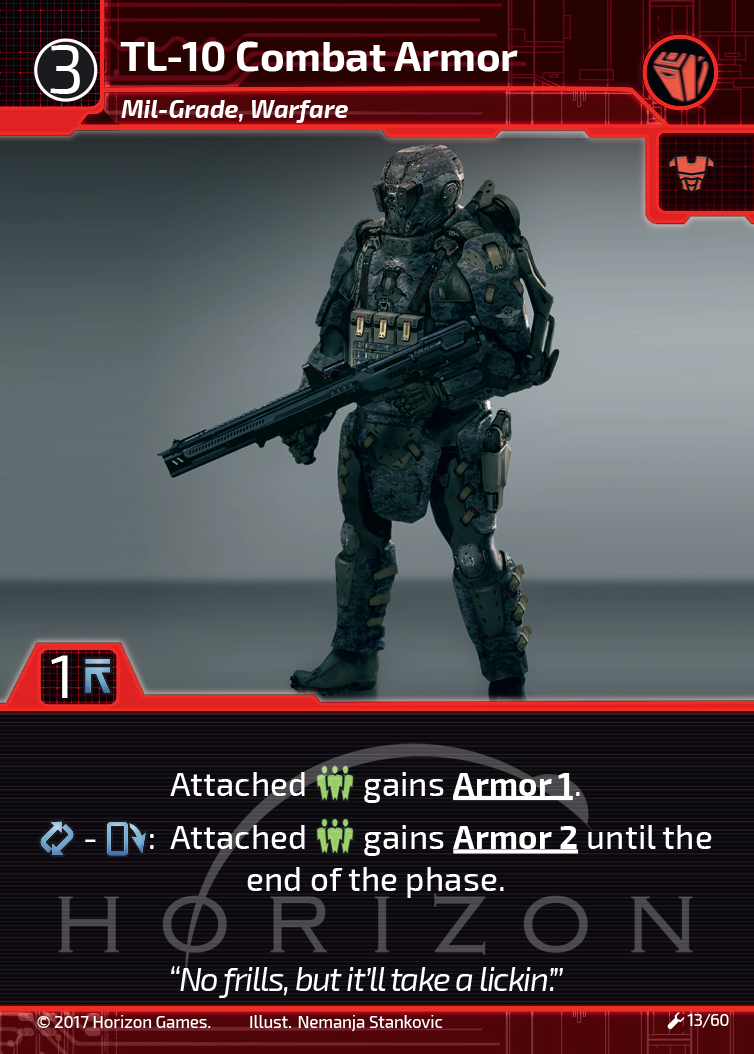 3
TL-10 Combat Armor
Mil-Grade, Warfare
1
Attached gains Armor 1.
- : Attached gains Armor 2 until the
end of the phase.
HORIZON
“No frills, but it’ll take a lickin’.”
© 2017 Horizon Games. Illust. Nemanja Stankovic 13/60